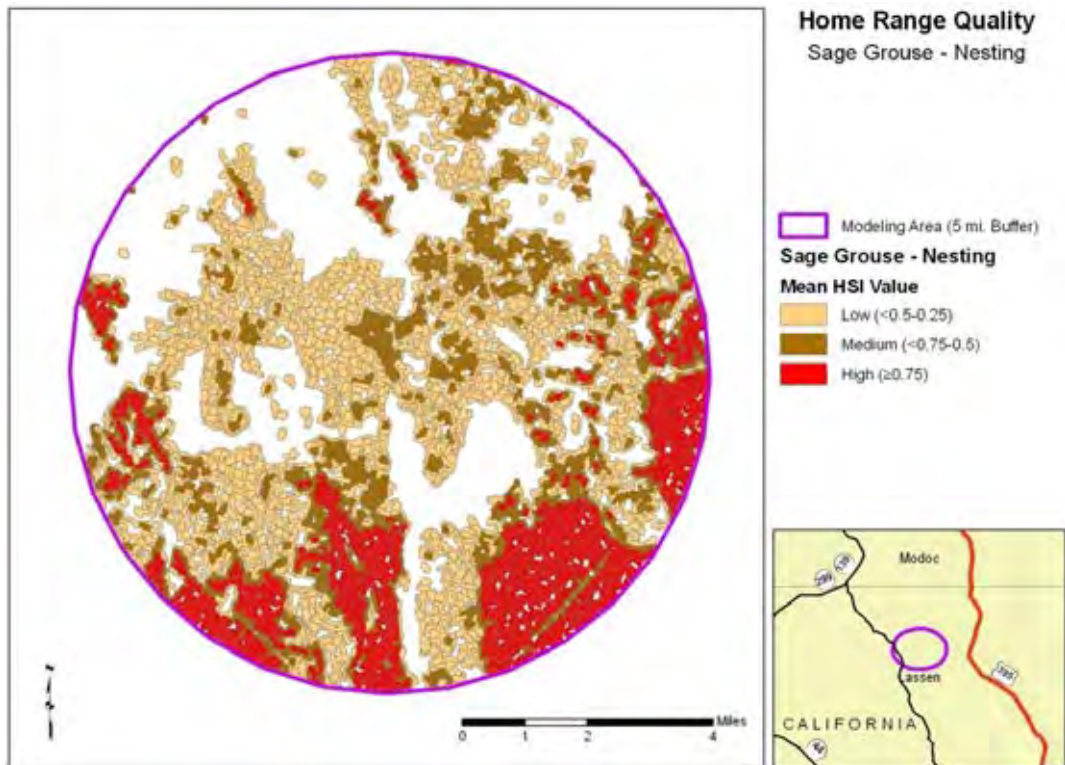 Home Range Quality
Sage Grouse - Nesting
Modeling Area (5 mi. Buffer)
Sage Grouse - Nesting
Mean HSI Value
Low (<0.5-0.25)
Medium (<0.75-0.5)
High (≥0.75)
Miles
0 1 2 4
Modoc
299 139
Lassen
395
CALIFORNIA
44